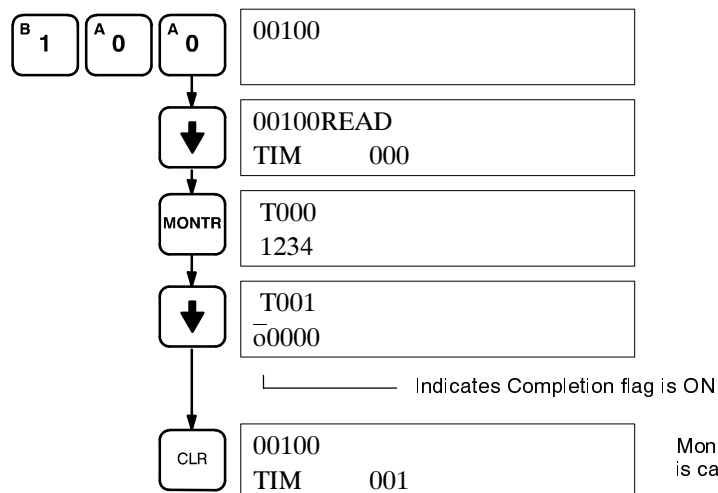 B 1 A 0 A 0
00100
00100READ
TIM 000
MONTR
T000
1234
T001
o̅0000
Indicates Completion flag is ON
CLR
00100
TIM 001
Mon
is ca